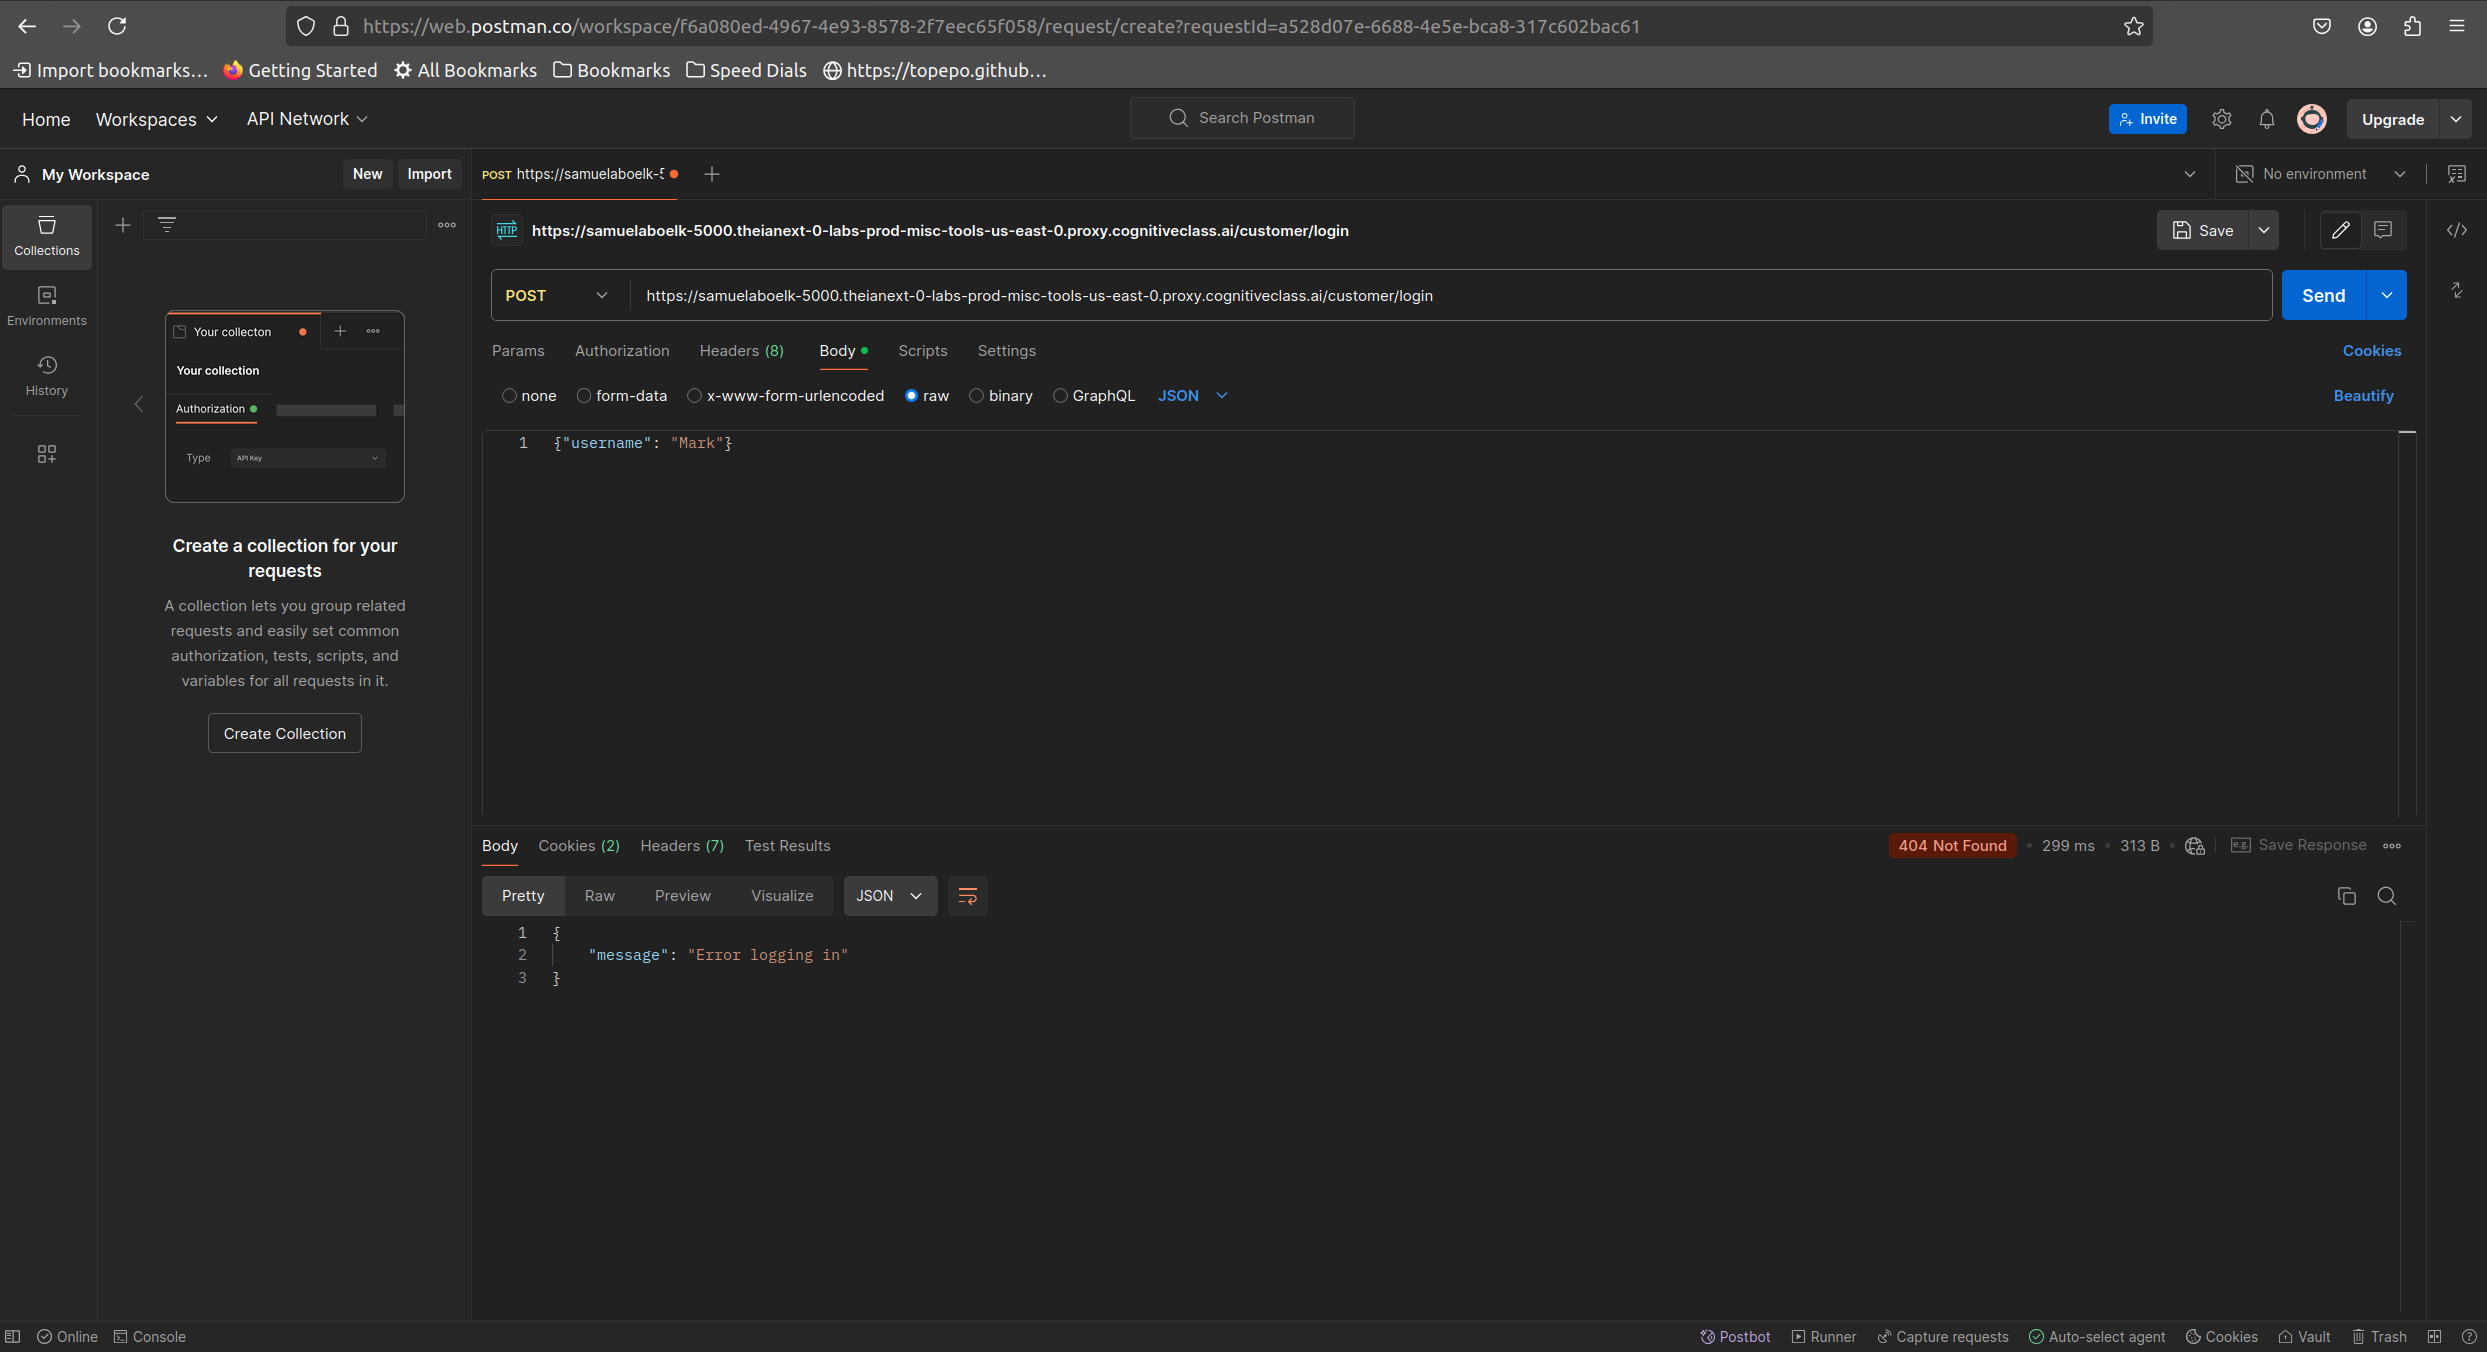 https://web.postman.co/workspace/f6a080ed-4967-4e93-8578-2f7eec65f058/request/create?requestId=a528d07e-6688-4e5e-bca8-317c602bac61
Import bookmarks... Getting Started All Bookmarks Bookmarks Speed Dials https://topepo.github...
Home Workspaces API Network Search Postman Invite Upgrade
My Workspace New Import POST https://samuelaboelk-5 No environment
Collections
HTTP https://samuelaboelk-5000.theianext-0-labs-prod-misc-tools-us-east-0.proxy.cognitiveclass.ai/customer/login Save
Environments
History
POST https://samuelaboelk-5000.theianext-0-labs-prod-misc-tools-us-east-0.proxy.cognitiveclass.ai/customer/login Send
Params Authorization Headers (8) Body Scripts Settings Cookies
none form-data x-www-form-urlencoded raw binary GraphQL JSON Beautify
1 {"username": "Mark"}
Your collecton
Your collection
Authorization
Type API Key
Create a collection for your
requests
A collection lets you group related
requests and easily set common
authorization, tests, scripts, and
variables for all requests in it.
Create Collection
Body Cookies (2) Headers (7) Test Results 404 Not Found 299 ms 313 B e.g. Save Response
Pretty Raw Preview Visualize JSON
1 {
2 "message": "Error logging in"
3 }
Online Console Postbot Runner Capture requests Auto-select agent Cookies Vault Trash